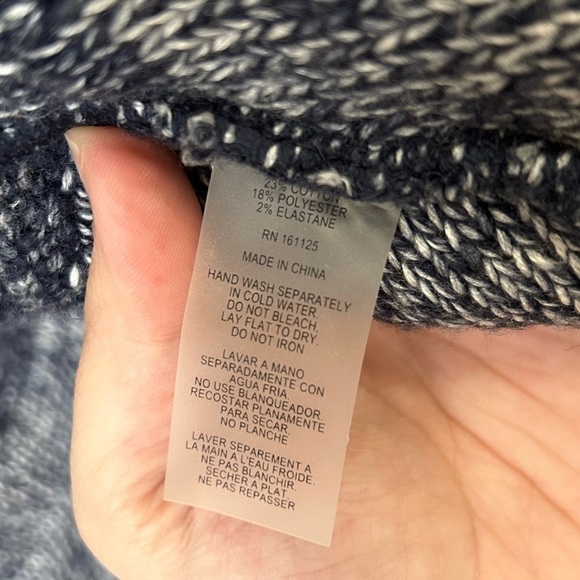 23% COTTON
18% POLYESTER
2% ELASTANE
RN 161125
MADE IN CHINA
HAND WASH SEPARATELY
IN COLD WATER.
DO NOT BLEACH.
LAY FLAT TO DRY.
DO NOT IRON
LAVAR A MANO
SEPARADAMENTE CON
AGUA FRIA.
NO USE BLANQUEADOR.
RECOSTAR PLANAMENTE
PARA SECAR.
NO PLANCHE
LAVER SEPAREMENT A
LA MAIN A L'EAU FROIDE.
NE PAS BLANCHIR.
SECHER A PLAT.
NE PAS REPASSER